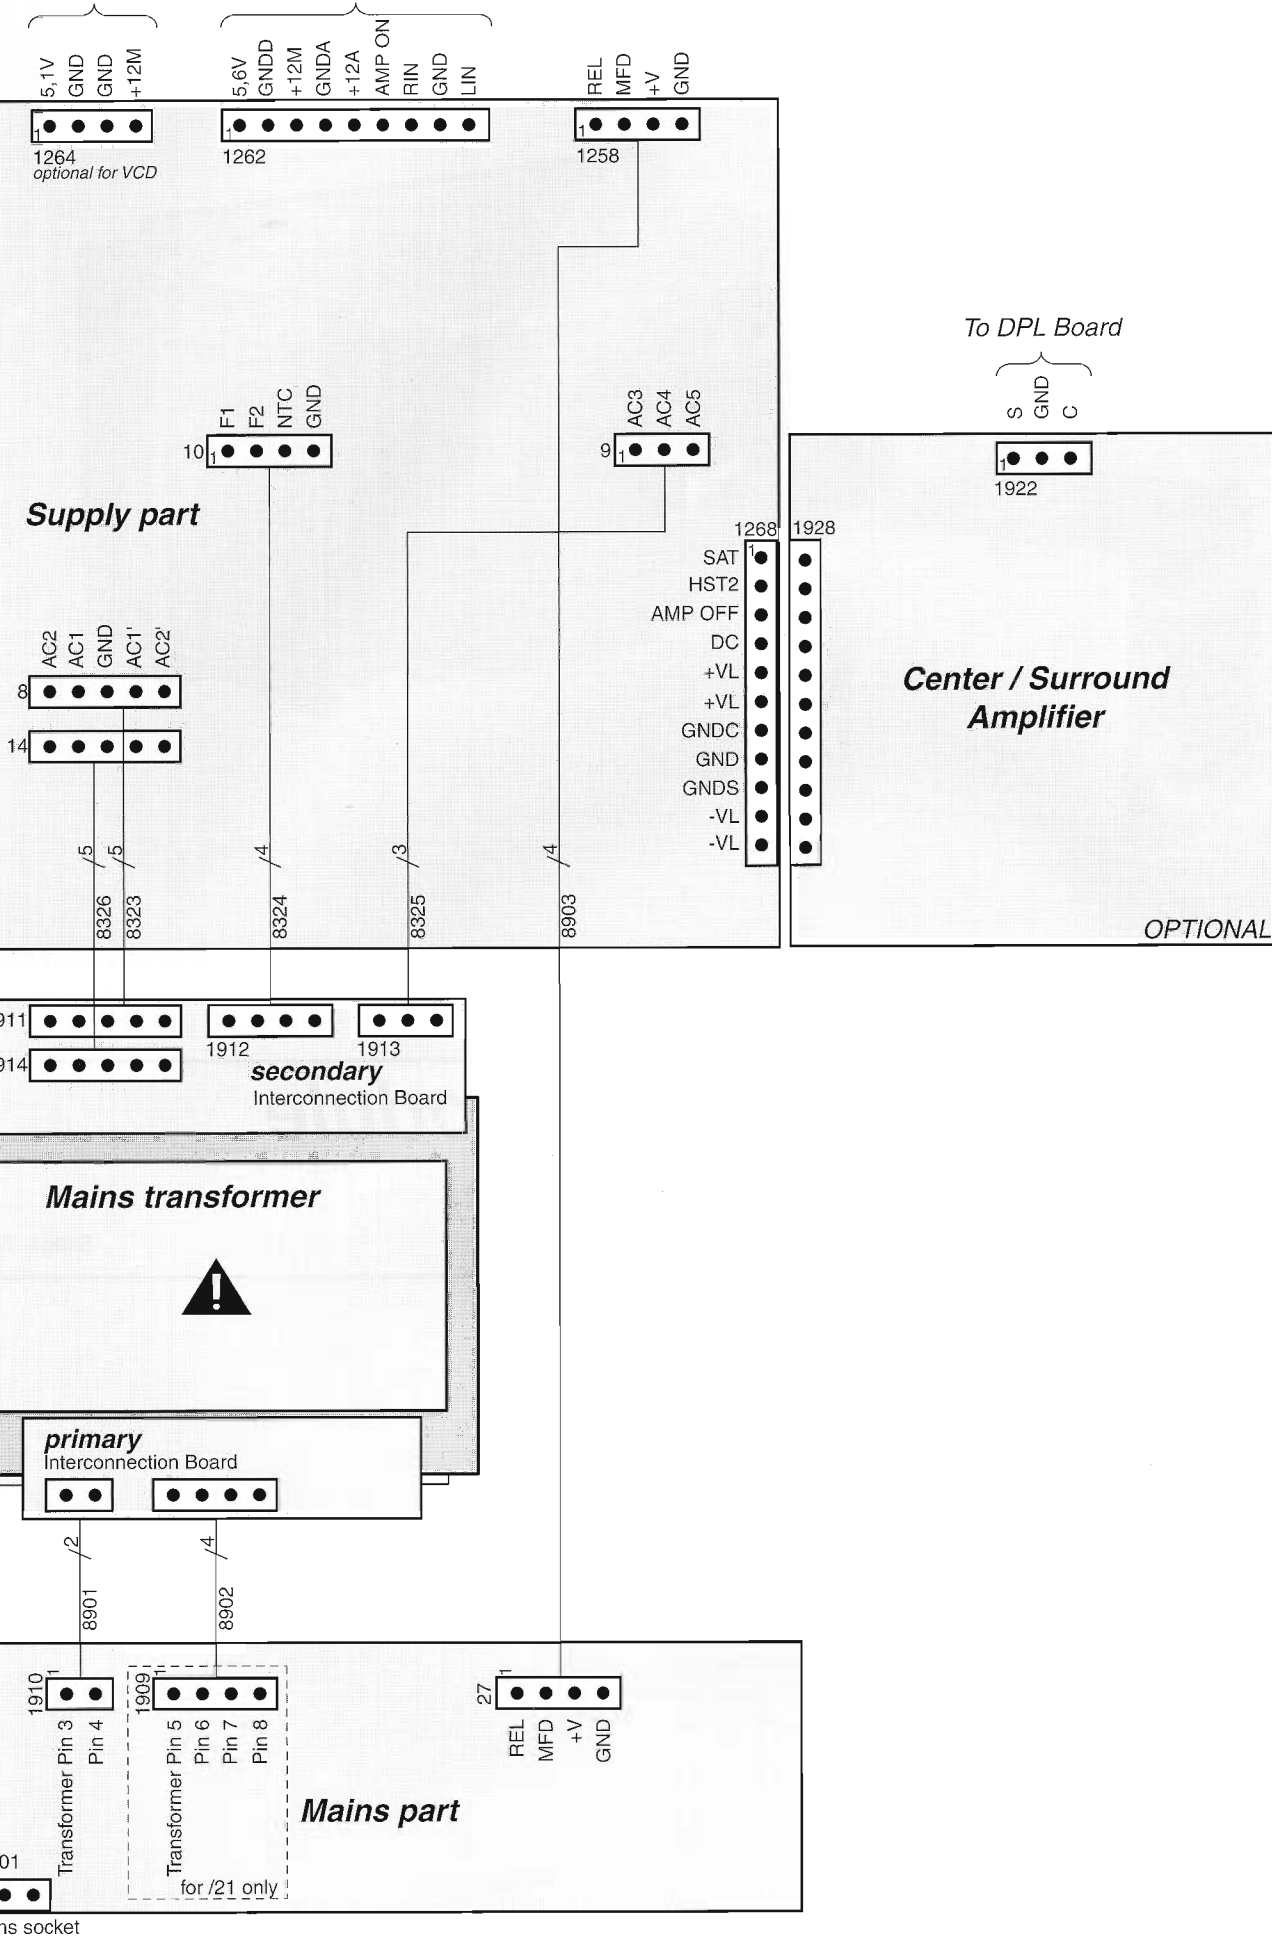 5,1V
GND
GND
+12M
5,6V
GNDD
+12M
GNDA
+12A
AMP ON
RIN
GND
LIN
REL
MFD
+V
GND
1
1264
optional for VCD
1
1262
1
1258
To DPL Board
S
GND
C
1
1922
F1
F2
NTC
GND
10
1
AC3
AC4
AC5
9
1
Supply part
1268
1928
1
SAT
HST2
AMP OFF
DC
+VL
+VL
GNDC
GND
GNDS
-VL
-VL
Center / Surround
Amplifier
OPTIONAL
AC2
AC1
GND
AC1'
AC2'
8
14
5
5
4
3
4
8326
8323
8324
8325
8903
911
914
1912
1913
secondary
Interconnection Board
Mains transformer
!
primary
Interconnection Board
2
4
8901
8902
1910
1
1909
1
27
1
Transformer Pin 3
Pin 4
Transformer Pin 5
Pin 6
Pin 7
Pin 8
REL
MFD
+V
GND
Mains part
for /21 only
01
ns socket